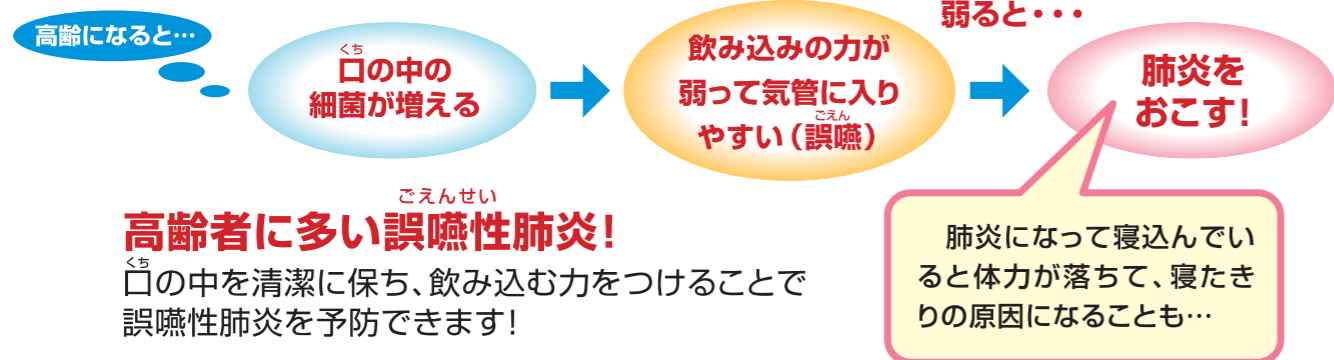 高齢になると…
口の中の
細菌が増える
飲み込みの力が
弱って気管に入り
やすい（誤嚥）
弱ると・・・
肺炎を
おこす！
高齢者に多い誤嚥性肺炎！
口の中を清潔に保ち、飲み込む力をつけることで
誤嚥性肺炎を予防できます！
肺炎になって寝込んでい
ると体力が落ちて、寝たき
りの原因になることも…
くち
ごえん
ごえんせい
くち